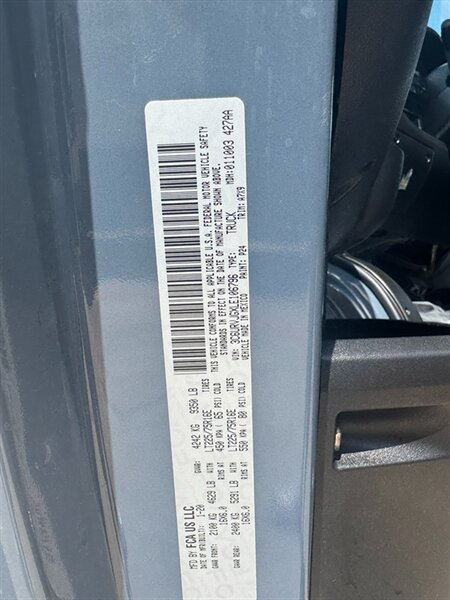 MFD BY FCA US LLC
DATE OF MFR(BUILT): 1-20 GVWR: 4242 KG 9350 LB
GAWR FRONT: 2100 KG 4629 LB WITH LT225/75R16E TIRES
16X6.0 RIMS AT 450 KPA ( 65 PSI) COLD
GAWR REAR: 2400 KG 5291 LB WITH LT225/75R16E TIRES
16X6.0 RIMS AT 550 KPA ( 80 PSI) COLD
THIS VEHICLE CONFORMS TO ALL APPLICABLE U.S.A. FEDERAL MOTOR VEHICLE SAFETY
STANDARDS IN EFFECT ON THE DATE OF MANUFACTURE SHOWN ABOVE.
VIN: 3C6URVJGXLE106796 TYPE: TRUCK MDH: 011003 427AA
MADE IN MEXICO PAINT: P24 TRIM: A7X9